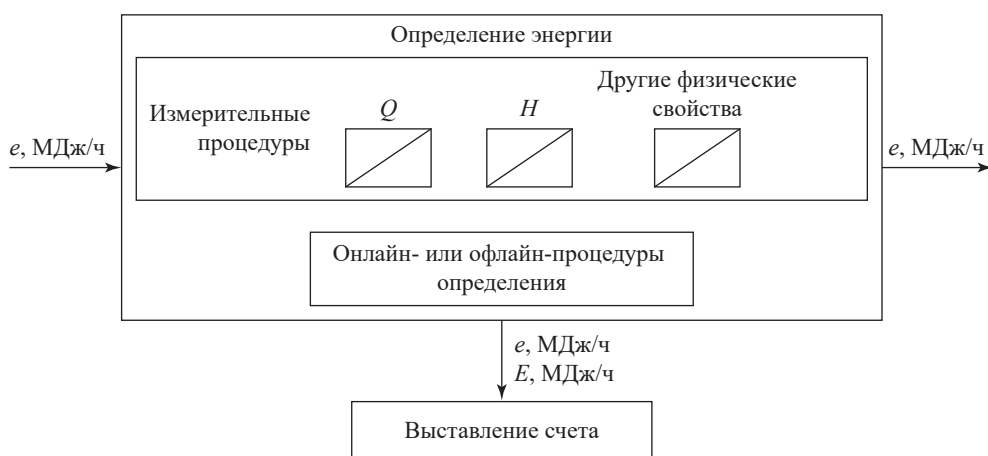 Определение энергии
Другие физические
свойства
Измерительные
процедуры
Q
H
e, МДж/ч
e, МДж/ч
Онлайн- или офлайн-процедуры
определения
e, МДж/ч
E, МДж/ч
Выставление счета